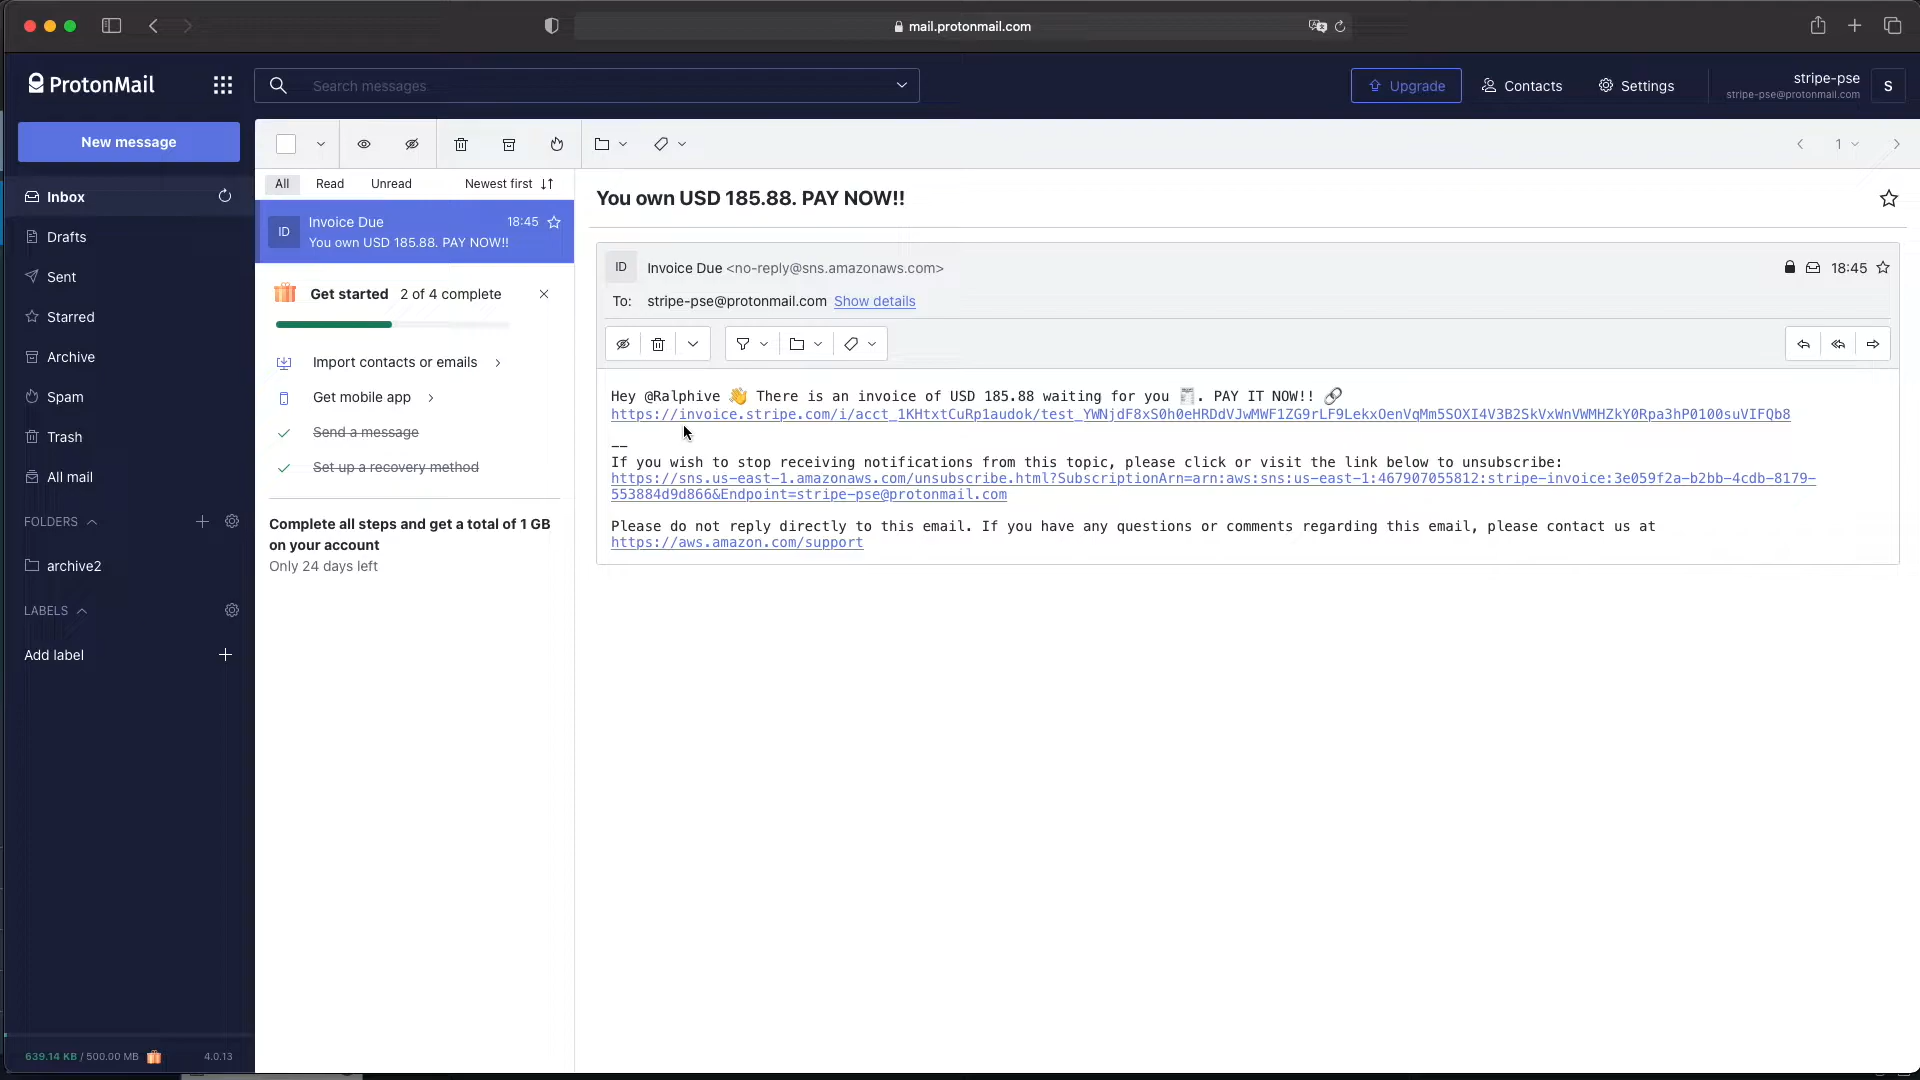 mail.protonmail.com
ProtonMail
Search messages
Upgrade
Contacts
Settings
stripe-pse
stripe-pse@protonmail.com
S
New message
1
Inbox
Drafts
Sent
Starred
Archive
Spam
Trash
All mail
FOLDERS
archive2
LABELS
Add label
639.14 KB / 500.00 MB
4.0.13
All
Read
Unread
Newest first
ID
Invoice Due
18:45
You own USD 185.88. PAY NOW!!
Get started
2 of 4 complete
Import contacts or emails
Get mobile app
Send a message
Set up a recovery method
Complete all steps and get a total of 1 GB
on your account
Only 24 days left
You own USD 185.88. PAY NOW!!
ID
Invoice Due <no-reply@sns.amazonaws.com>
18:45
To: stripe-pse@protonmail.com Show details
Hey @Ralphive 👋 There is an invoice of USD 185.88 waiting for you 🧾. PAY IT NOW!! 🔗
https://invoice.stripe.com/i/acct_1KHtxtCuRp1audok/test_YWNjdF8xS0h0eHRDdVJwMWF1ZG9rLF9LekxOenVqMm5SOXI4V3B2SkVxWnVWMHZkY0Rpa3hP0100suVIFQb8
--
If you wish to stop receiving notifications from this topic, please click or visit the link below to unsubscribe:
https://sns.us-east-1.amazonaws.com/unsubscribe.html?SubscriptionArn=arn:aws:sns:us-east-1:467907055812:stripe-invoice:3e059f2a-b2bb-4cdb-8179-
553884d9d866&Endpoint=stripe-pse@protonmail.com
Please do not reply directly to this email. If you have any questions or comments regarding this email, please contact us at
https://aws.amazon.com/support